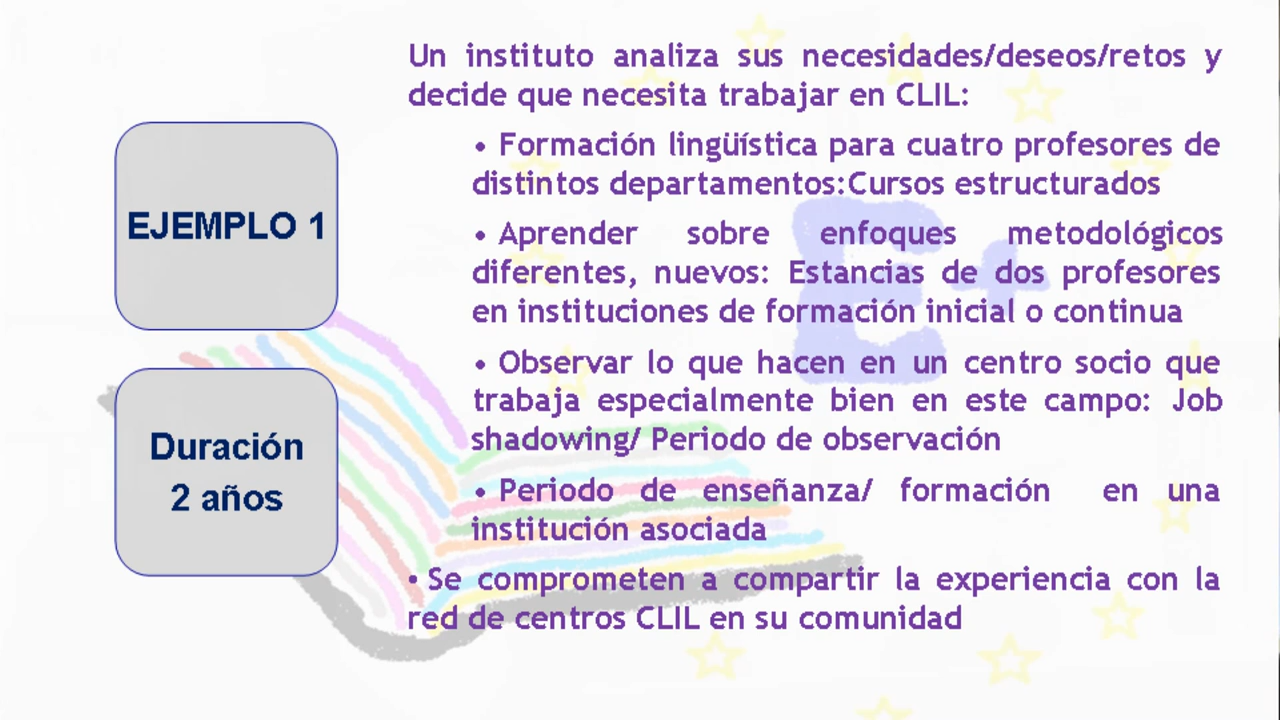 EJEMPLO 1
Duración
2 años
Un instituto analiza sus necesidades/deseos/retos y
decide que necesita trabajar en CLIL:
• Formación lingüística para cuatro profesores de
distintos departamentos:Cursos estructurados
• Aprender sobre enfoques metodológicos
diferentes, nuevos: Estancias de dos profesores
en instituciones de formación inicial o continua
• Observar lo que hacen en un centro socio que
trabaja especialmente bien en este campo: Job
shadowing/ Periodo de observación
• Periodo de enseñanza/ formación en una
institución asociada
• Se comprometen a compartir la experiencia con la
red de centros CLIL en su comunidad
E+